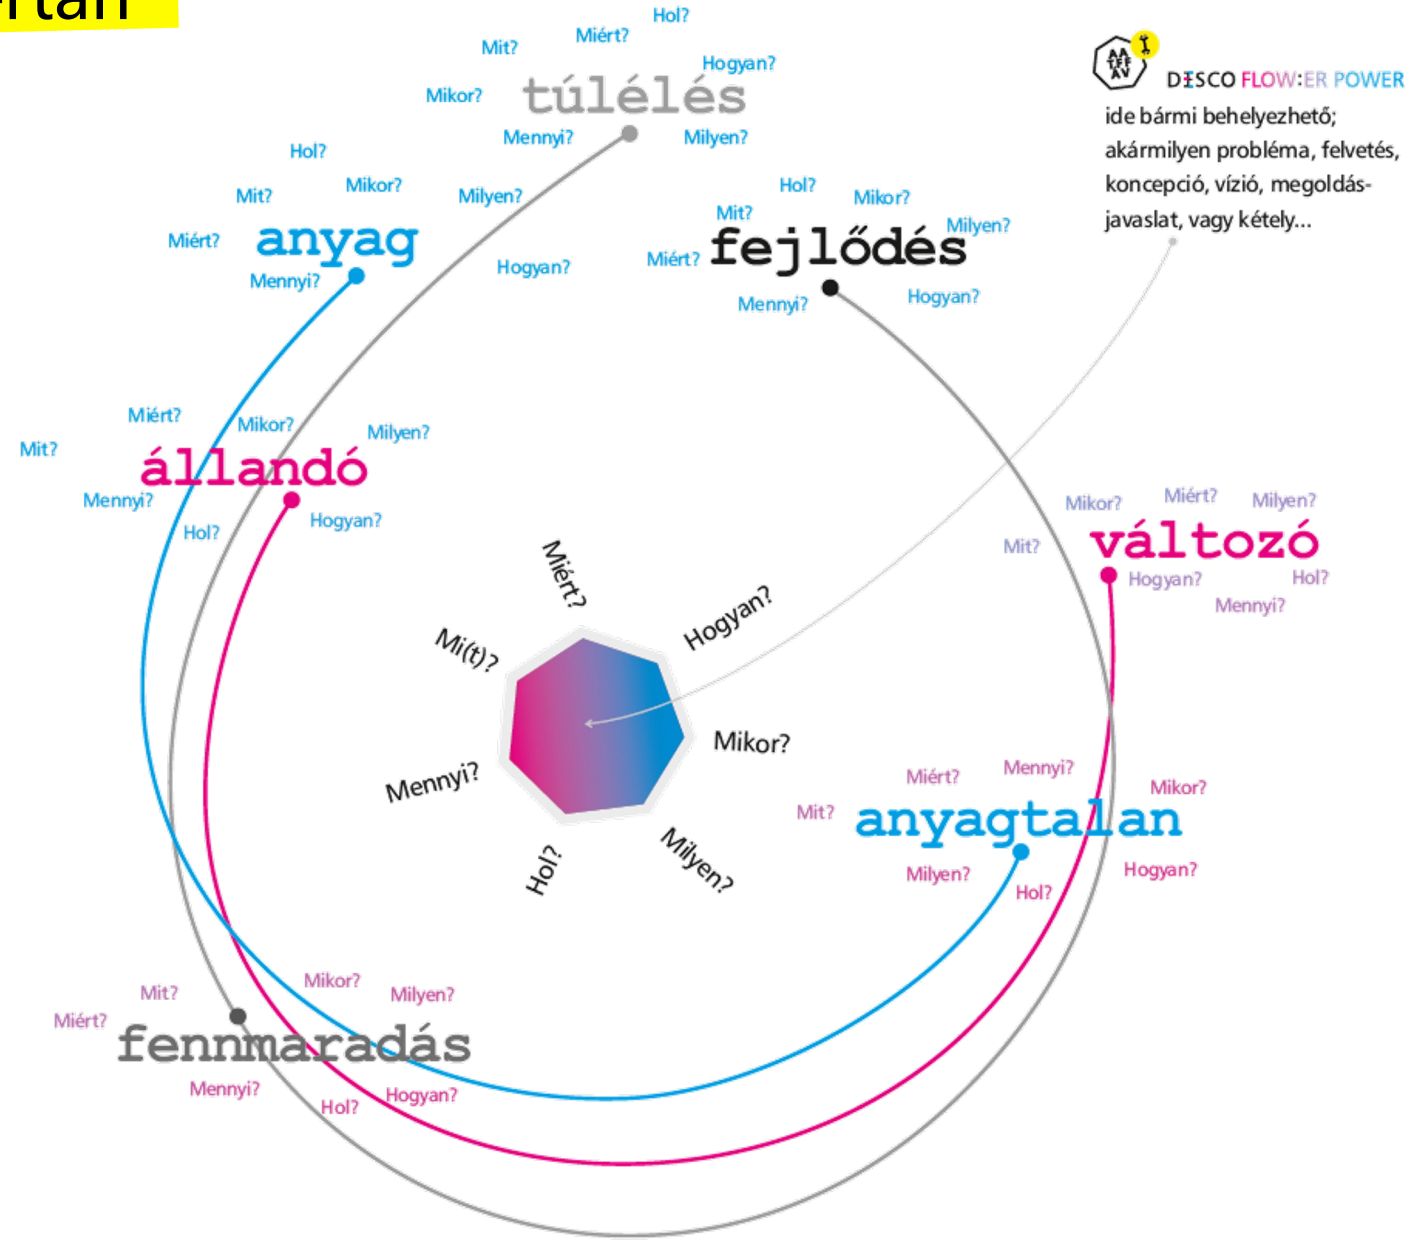 Hol?
Miért?
Mit?
Hogyan?
túlélés
Mikor?
Mennyi?
Milyen?
DISCO FLOW:ER POWER
ide bármi behelyezhető;
akármilyen probléma, felvetés,
koncepció, vízió, megoldás-
javaslat, vagy kétely...
Hol?
Mikor?
Mit?
Milyen?
Miért?
anyag
Mennyi?
Hogyan?
Hol?
Mikor?
Mit?
Milyen?
Miért?
fejlődés
Mennyi?
Hogyan?
Miért?
Mikor?
Milyen?
Mit?
állandó
Mennyi?
Hol?
Hogyan?
Mikor?
Miért?
Milyen?
Mit?
változó
Hogyan?
Hol?
Mennyi?
Miért?
Hogyan?
Mi(t)?
Mikor?
Mennyi?
Hol?
Milyen?
Miért?
Mennyi?
Mikor?
Mit?
anyagtalan
Milyen?
Hol?
Hogyan?
Mikor?
Milyen?
Mit?
Miért?
fennmaradás
Mennyi?
Hol?
Hogyan?